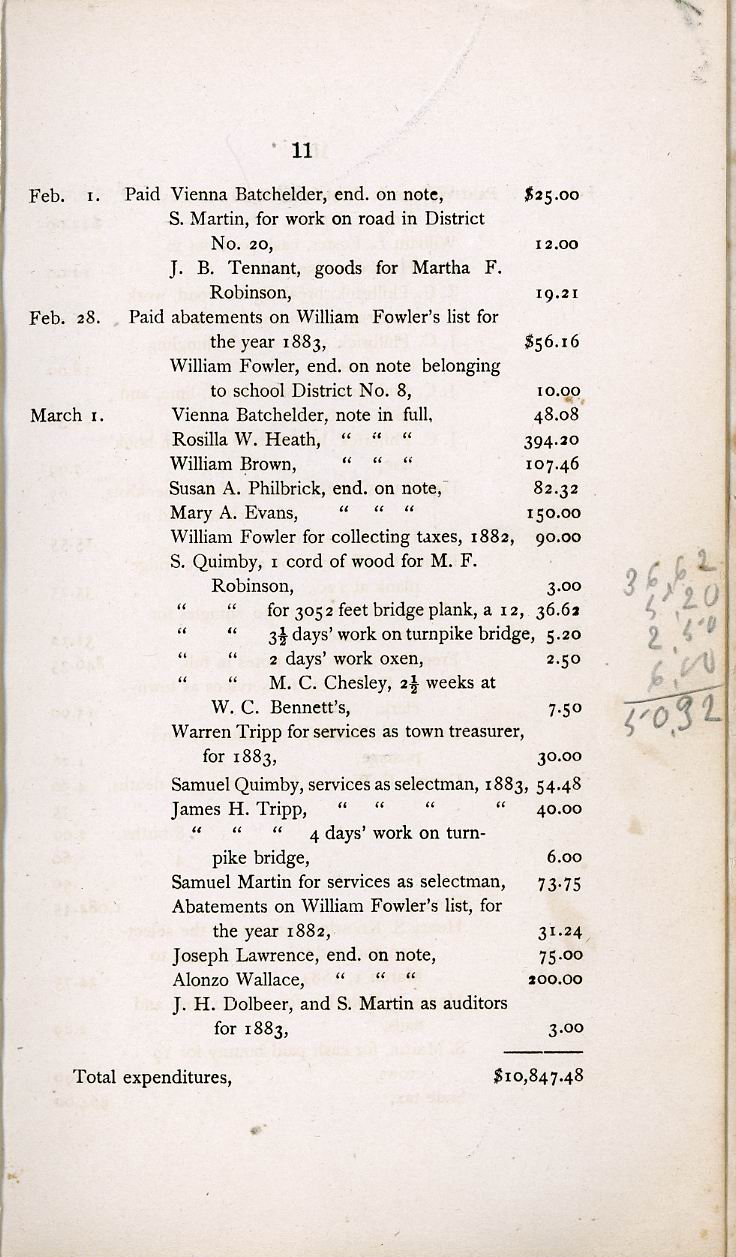 11
Feb. 1. Paid Vienna Batchelder, end. on note, $25.00
S. Martin, for work on road in District
No. 20, 12.00
J. B. Tennant, goods for Martha F.
Robinson, 19.21
Feb. 28. Paid abatements on William Fowler's list for
the year 1883, $56.16
William Fowler, end. on note belonging
to school District No. 8, 10.00
March 1. Vienna Batchelder, note in full, 48.08
Rosilla W. Heath, “ “ “ 394.20
William Brown, “ “ “ 107.46
Susan A. Philbrick, end. on note, 82.32
Mary A. Evans, “ “ “ 150.00
William Fowler for collecting taxes, 1882, 90.00
S. Quimby, 1 cord of wood for M. F.
Robinson, 3.00
“ “ for 3052 feet bridge plank, a 12, 36.62
“ “ 3½ days' work on turnpike bridge, 5.20
“ “ 2 days' work oxen, 2.50
“ “ M. C. Chesley, 2½ weeks at
W. C. Bennett's, 7.50
Warren Tripp for services as town treasurer,
for 1883, 30.00
Samuel Quimby, services as selectman, 1883, 54.48
James H. Tripp, “ “ “ “ 40.00
“ “ “ 4 days' work on turn-
pike bridge, 6.00
Samuel Martin for services as selectman, 73.75
Abatements on William Fowler's list, for
the year 1882, 31.24
Joseph Lawrence, end. on note, 75.00
Alonzo Wallace, “ “ “ 200.00
J. H. Dolbeer, and S. Martin as auditors
for 1883, 3.00
Total expenditures, $10,847.48
36.62
5.20
2.50
6.00
50.32